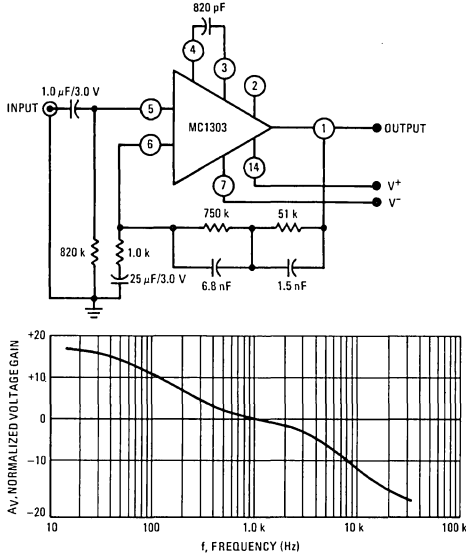 820 pF
4
3
2
1.0 µF/3.0 V
INPUT
5
MC1303
1
OUTPUT
6
14
7
V+
V−
750 k
51 k
820 k
1.0 k
25 µF/3.0 V
6.8 nF
1.5 nF
+20
+10
0
−10
−20
AV, NORMALIZED VOLTAGE GAIN
10
100
1.0 k
10 k
100 k
f, FREQUENCY (Hz)